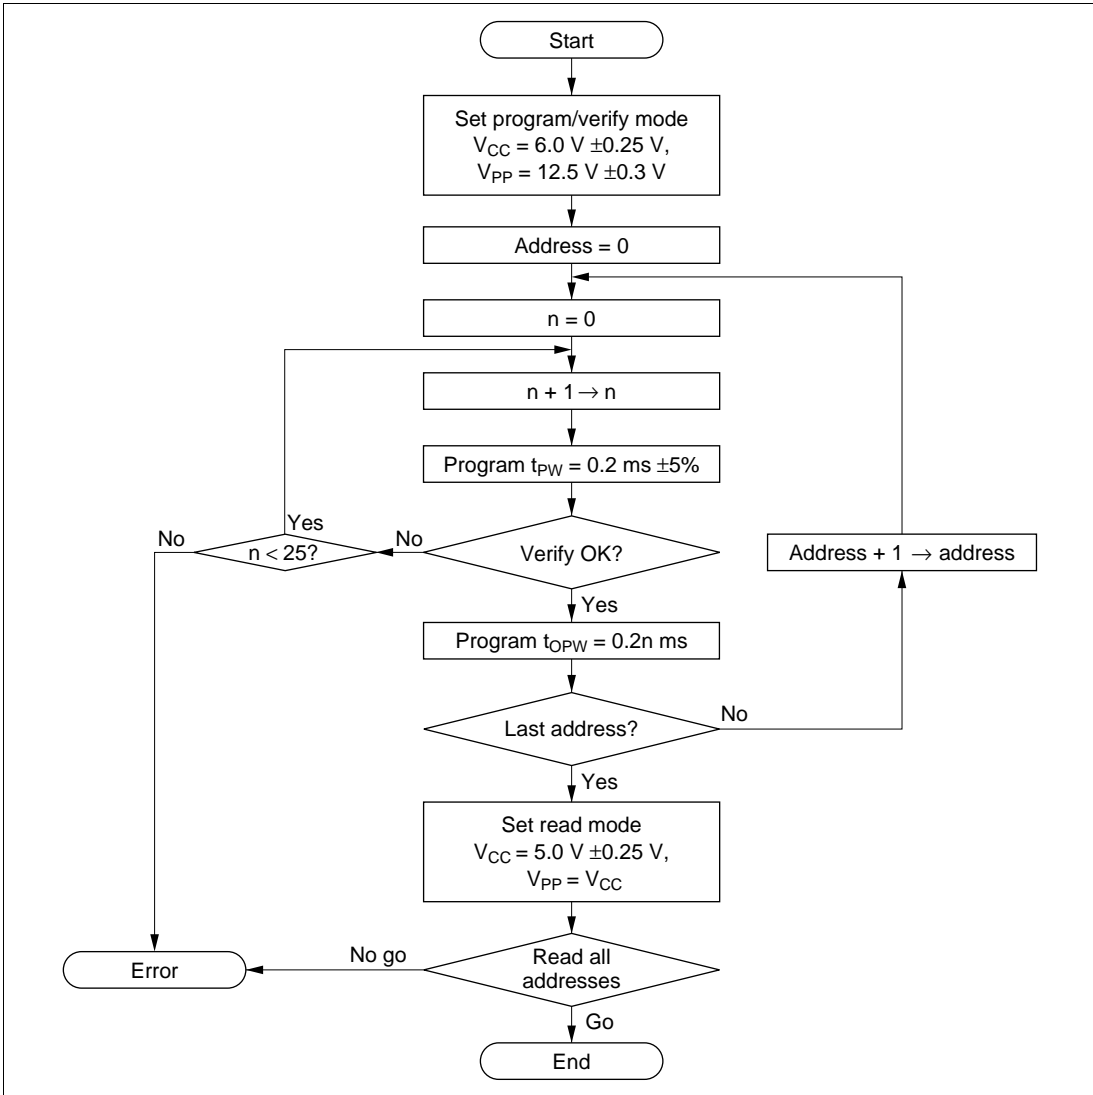 Start
Set program/verify mode
VCC = 6.0 V ±0.25 V,
VPP = 12.5 V ±0.3 V
Address = 0
n = 0
n + 1 → n
Program tPW = 0.2 ms ±5%
No
Yes
n < 25?
No
Verify OK?
Address + 1 → address
Yes
Program tOPW = 0.2n ms
Last address?
No
Yes
Set read mode
VCC = 5.0 V ±0.25 V,
VPP = VCC
Error
No go
Read all
addresses
Go
End